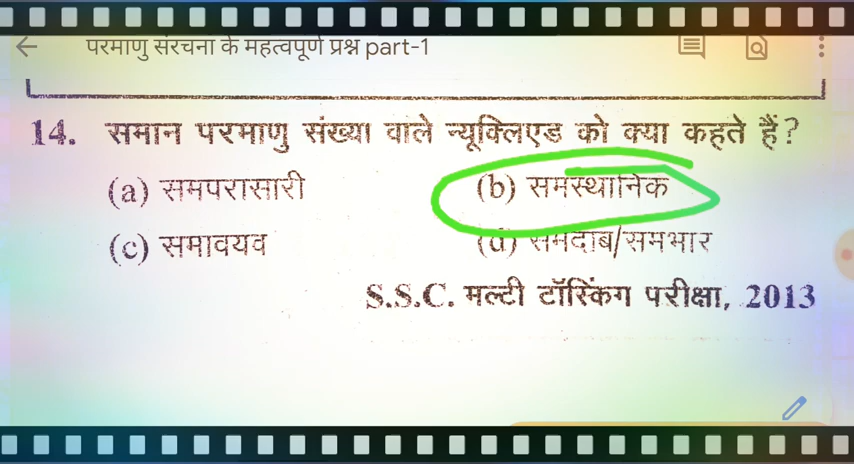 परमाणु संरचना के महत्वपूर्ण प्रश्न part-1
14. समान परमाणु संख्या वाले न्यूक्लिएड को क्या कहते हैं?
(a) समपरासारी (b) समस्थानिक
(c) समावयव (d) समदाब/समभार
S.S.C. मल्टी टॉस्किंग परीक्षा, 2013